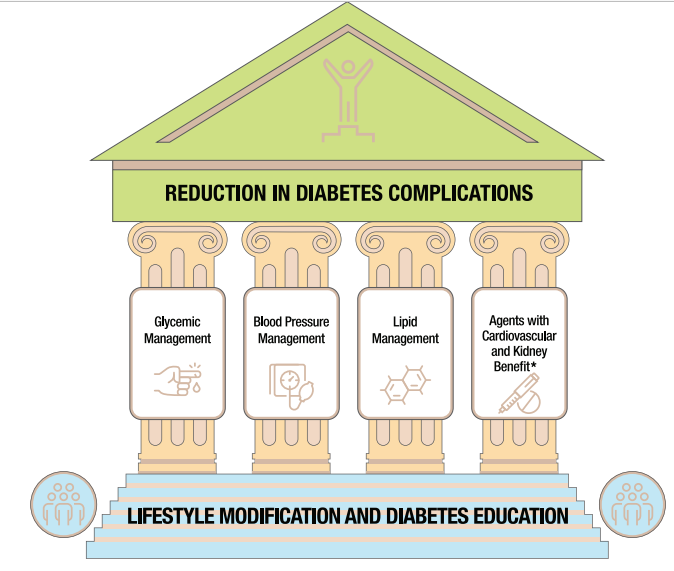 REDUCTION IN DIABETES COMPLICATIONS
Glycemic
Management
Blood Pressure
Management
Lipid
Management
Agents with
Cardiovascular
and Kidney
Benefit*
LIFESTYLE MODIFICATION AND DIABETES EDUCATION